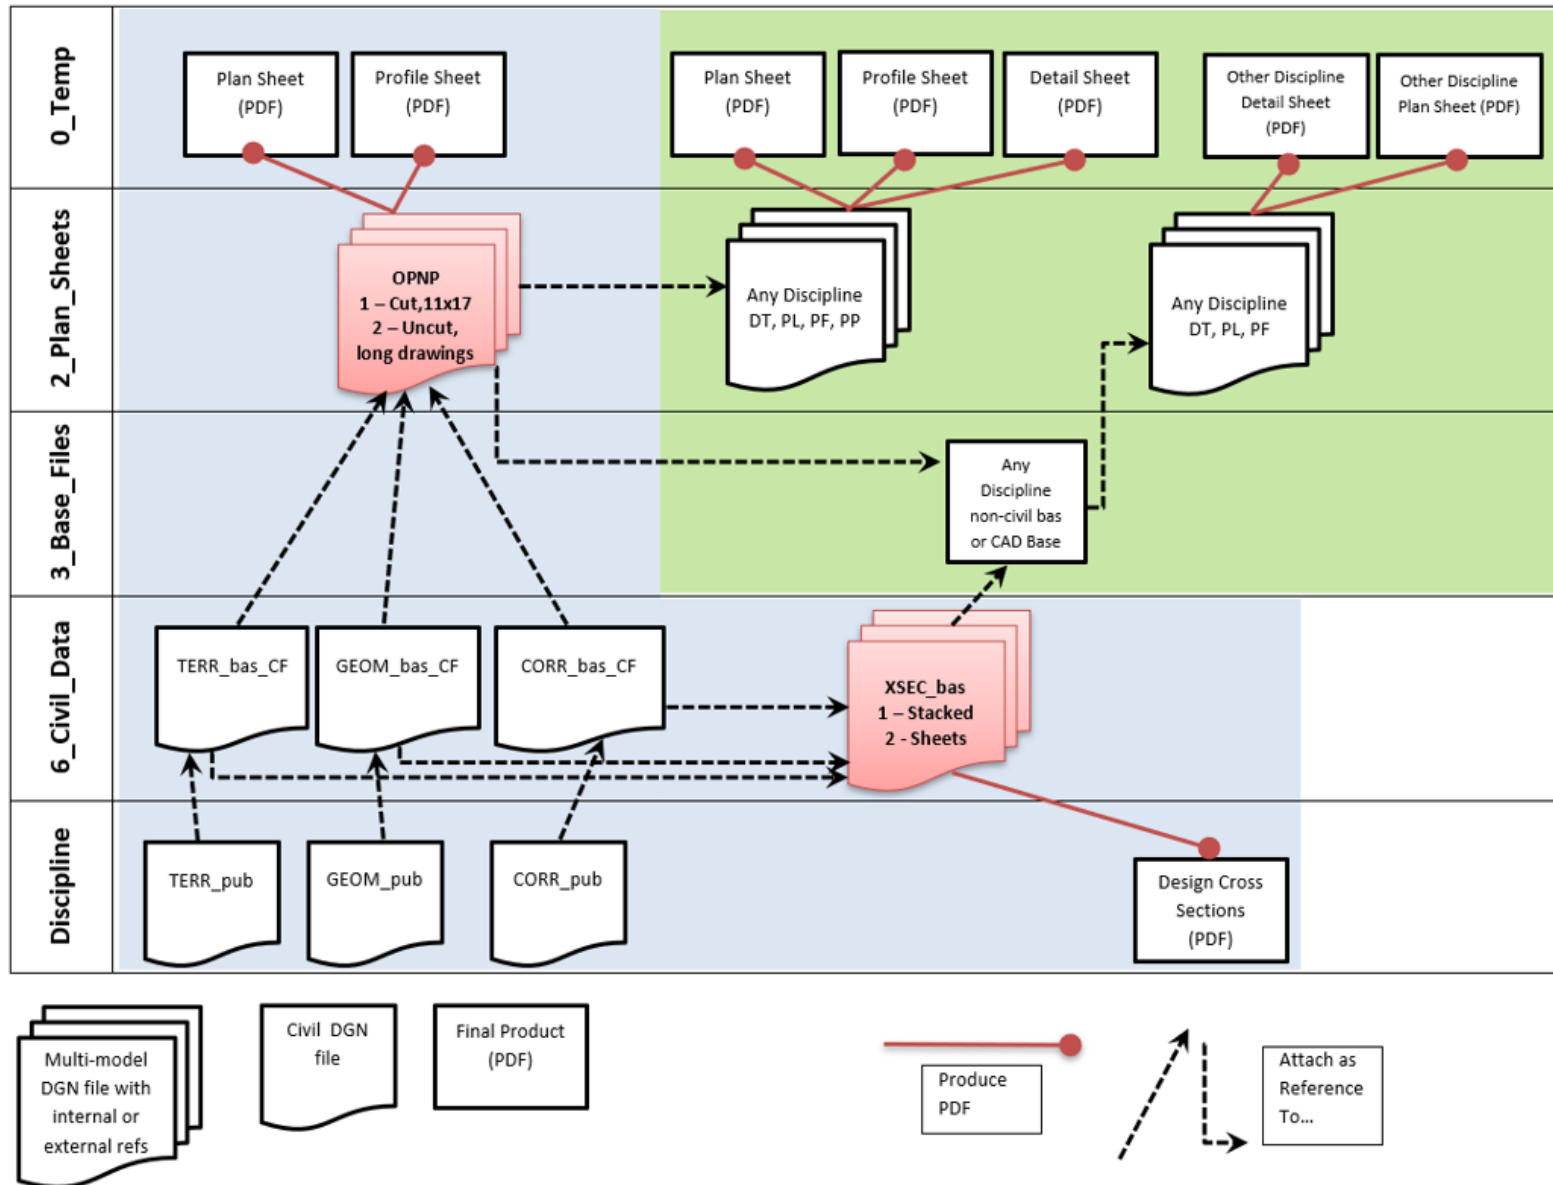 0_Temp
Plan Sheet
(PDF)
Profile Sheet
(PDF)
Plan Sheet
(PDF)
Profile Sheet
(PDF)
Detail Sheet
(PDF)
Other Discipline
Detail Sheet
(PDF)
Other Discipline
Plan Sheet (PDF)
2_Plan_Sheets
OPNP
1 – Cut,11x17
2 – Uncut,
long drawings
Any Discipline
DT, PL, PF, PP
Any Discipline
DT, PL, PF
3_Base_Files
Any
Discipline
non-civil bas
or CAD Base
6_Civil_Data
TERR_bas_CF
GEOM_bas_CF
CORR_bas_CF
XSEC_bas
1 – Stacked
2 - Sheets
Discipline
TERR_pub
GEOM_pub
CORR_pub
Design Cross
Sections
(PDF)
Multi-model
DGN file with
internal or
external refs
Civil DGN
file
Final Product
(PDF)
Produce
PDF
Attach as
Reference
To...